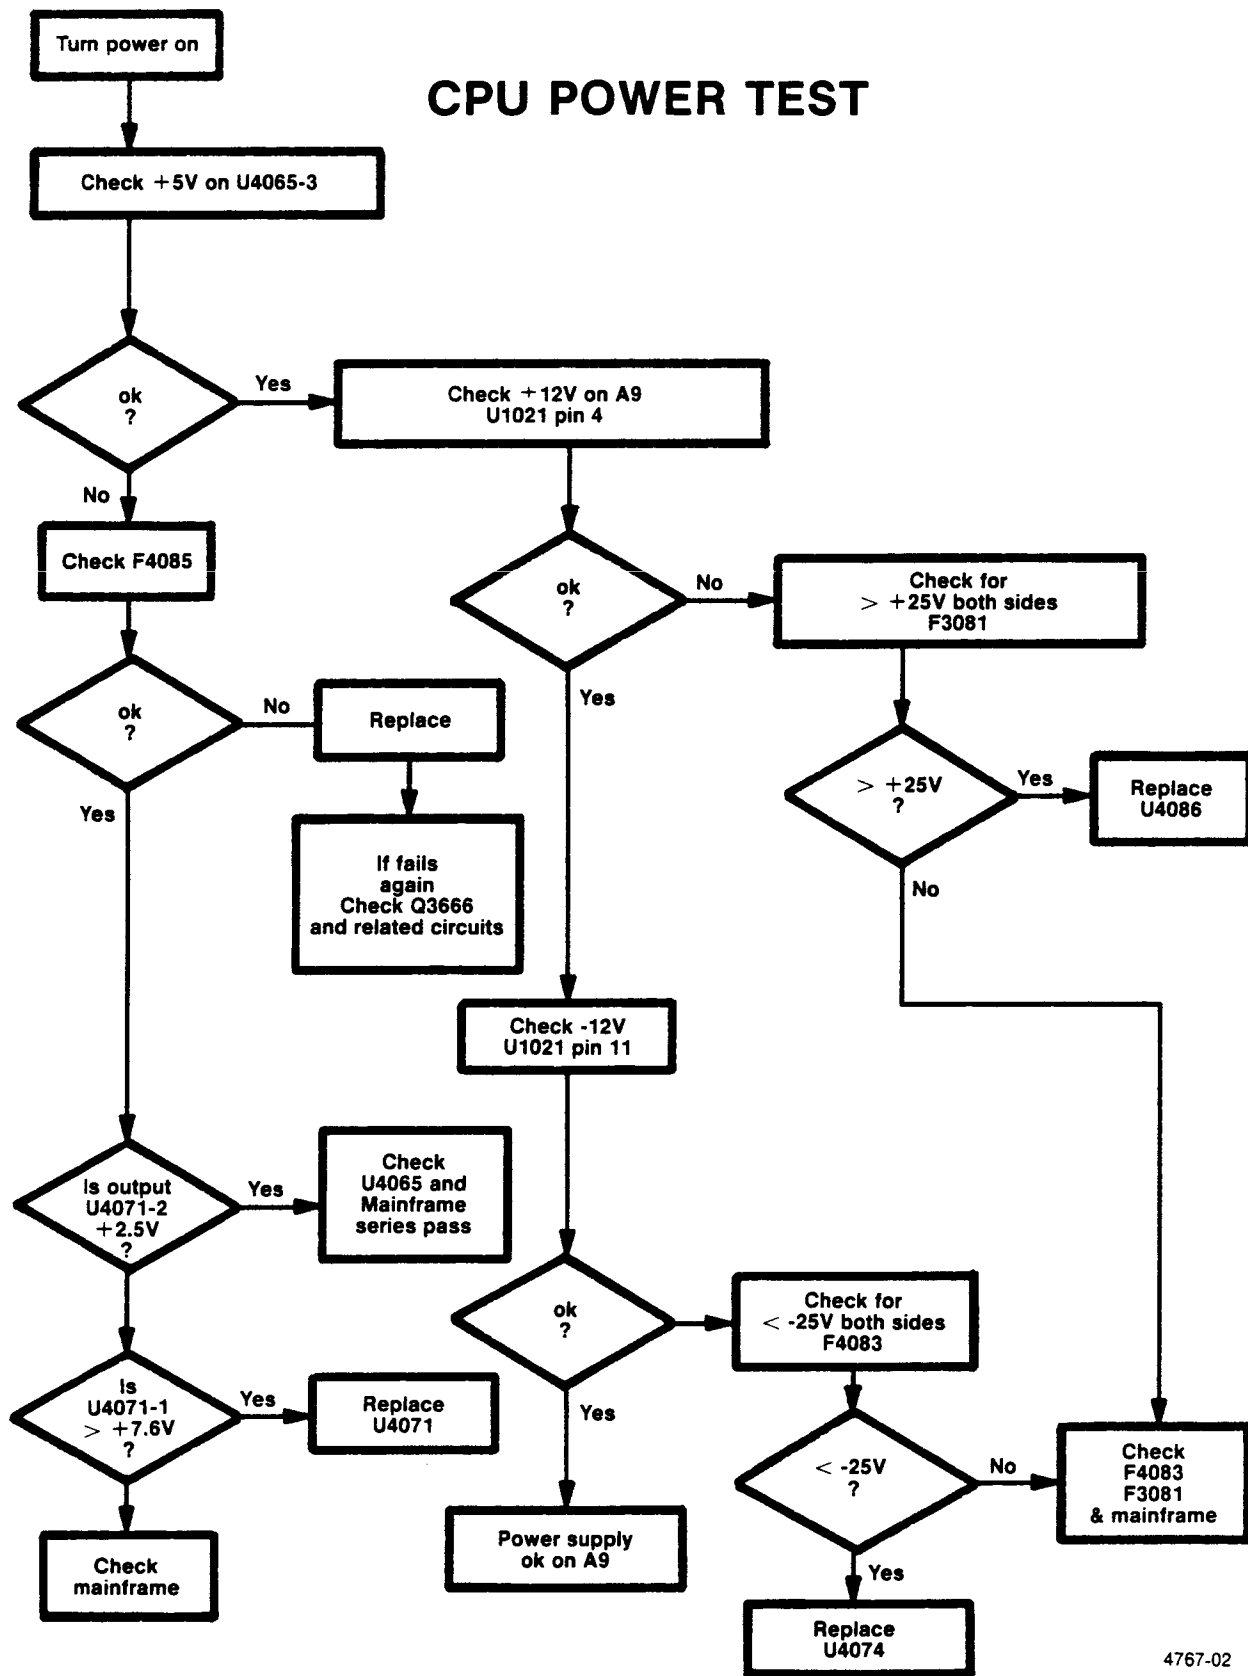 Turn power on
CPU POWER TEST
Check +5V on U4065-3
ok
?
Yes
Check +12V on A9
U1021 pin 4
No
Check F4085
ok
?
No
Check for
> +25V both sides
F3081
ok
?
No
Replace
Yes
Yes
> +25V
?
Yes
Replace
U4086
If fails
again
Check Q3666
and related circuits
No
Check -12V
U1021 pin 11
Is output
U4071-2
+2.5V
?
Yes
Check
U4065 and
Mainframe
series pass
ok
?
Check for
< -25V both sides
F4083
Is
U4071-1
> +7.6V
?
Yes
Replace
U4071
Yes
< -25V
?
No
Check
F4083
F3081
& mainframe
Check
mainframe
Power supply
ok on A9
Yes
Replace
U4074
4767-02